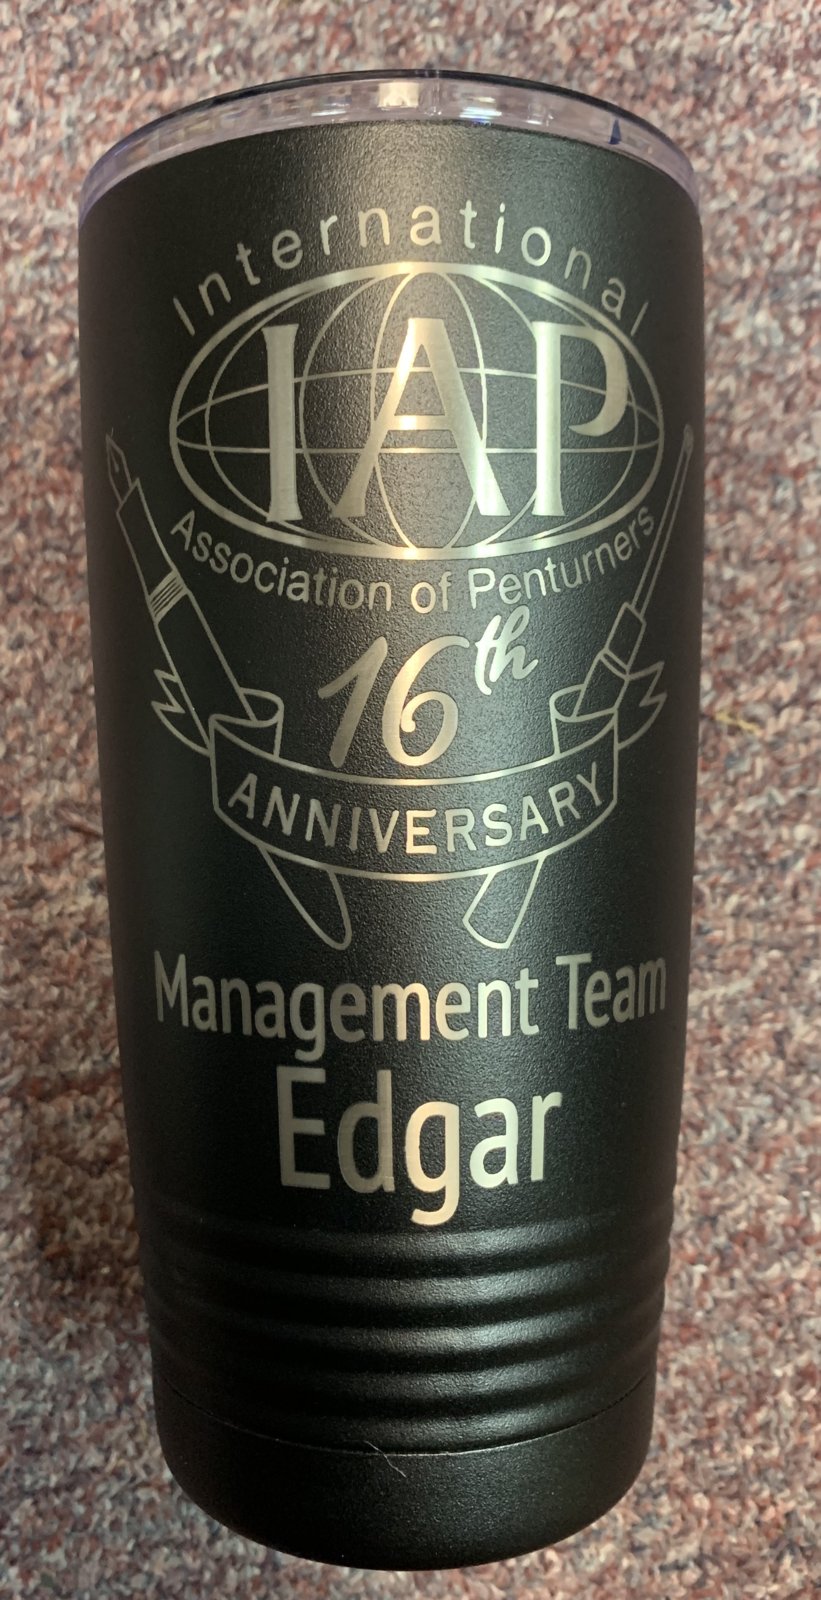 International
IAP
Association of Penturners
16th
ANNIVERSARY
Management Team
Edgar